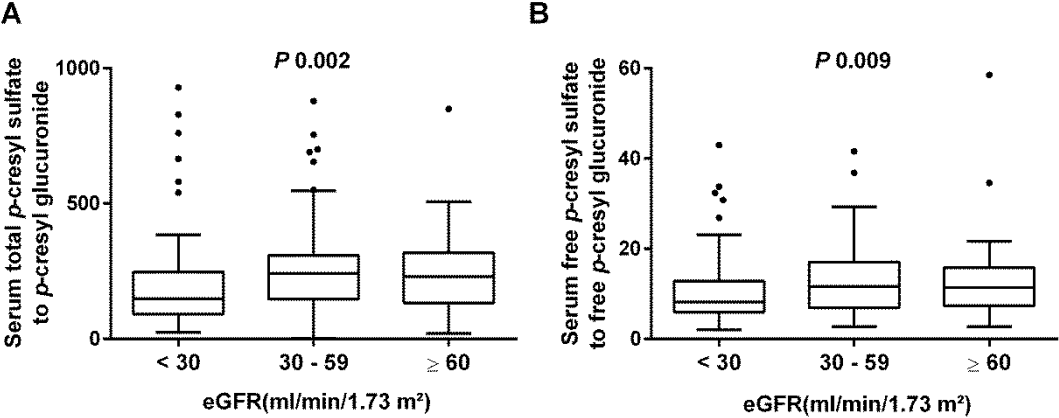 A
P 0.002
Serum total p-cresyl sulfate
to p-cresyl glucuronide
1000
500
0
< 30
30 - 59
≥ 60
eGFR(ml/min/1.73 m²)
B
P 0.009
Serum free p-cresyl sulfate
to free p-cresyl glucuronide
60
40
20
0
< 30
30 - 59
≥ 60
eGFR(ml/min/1.73 m²)